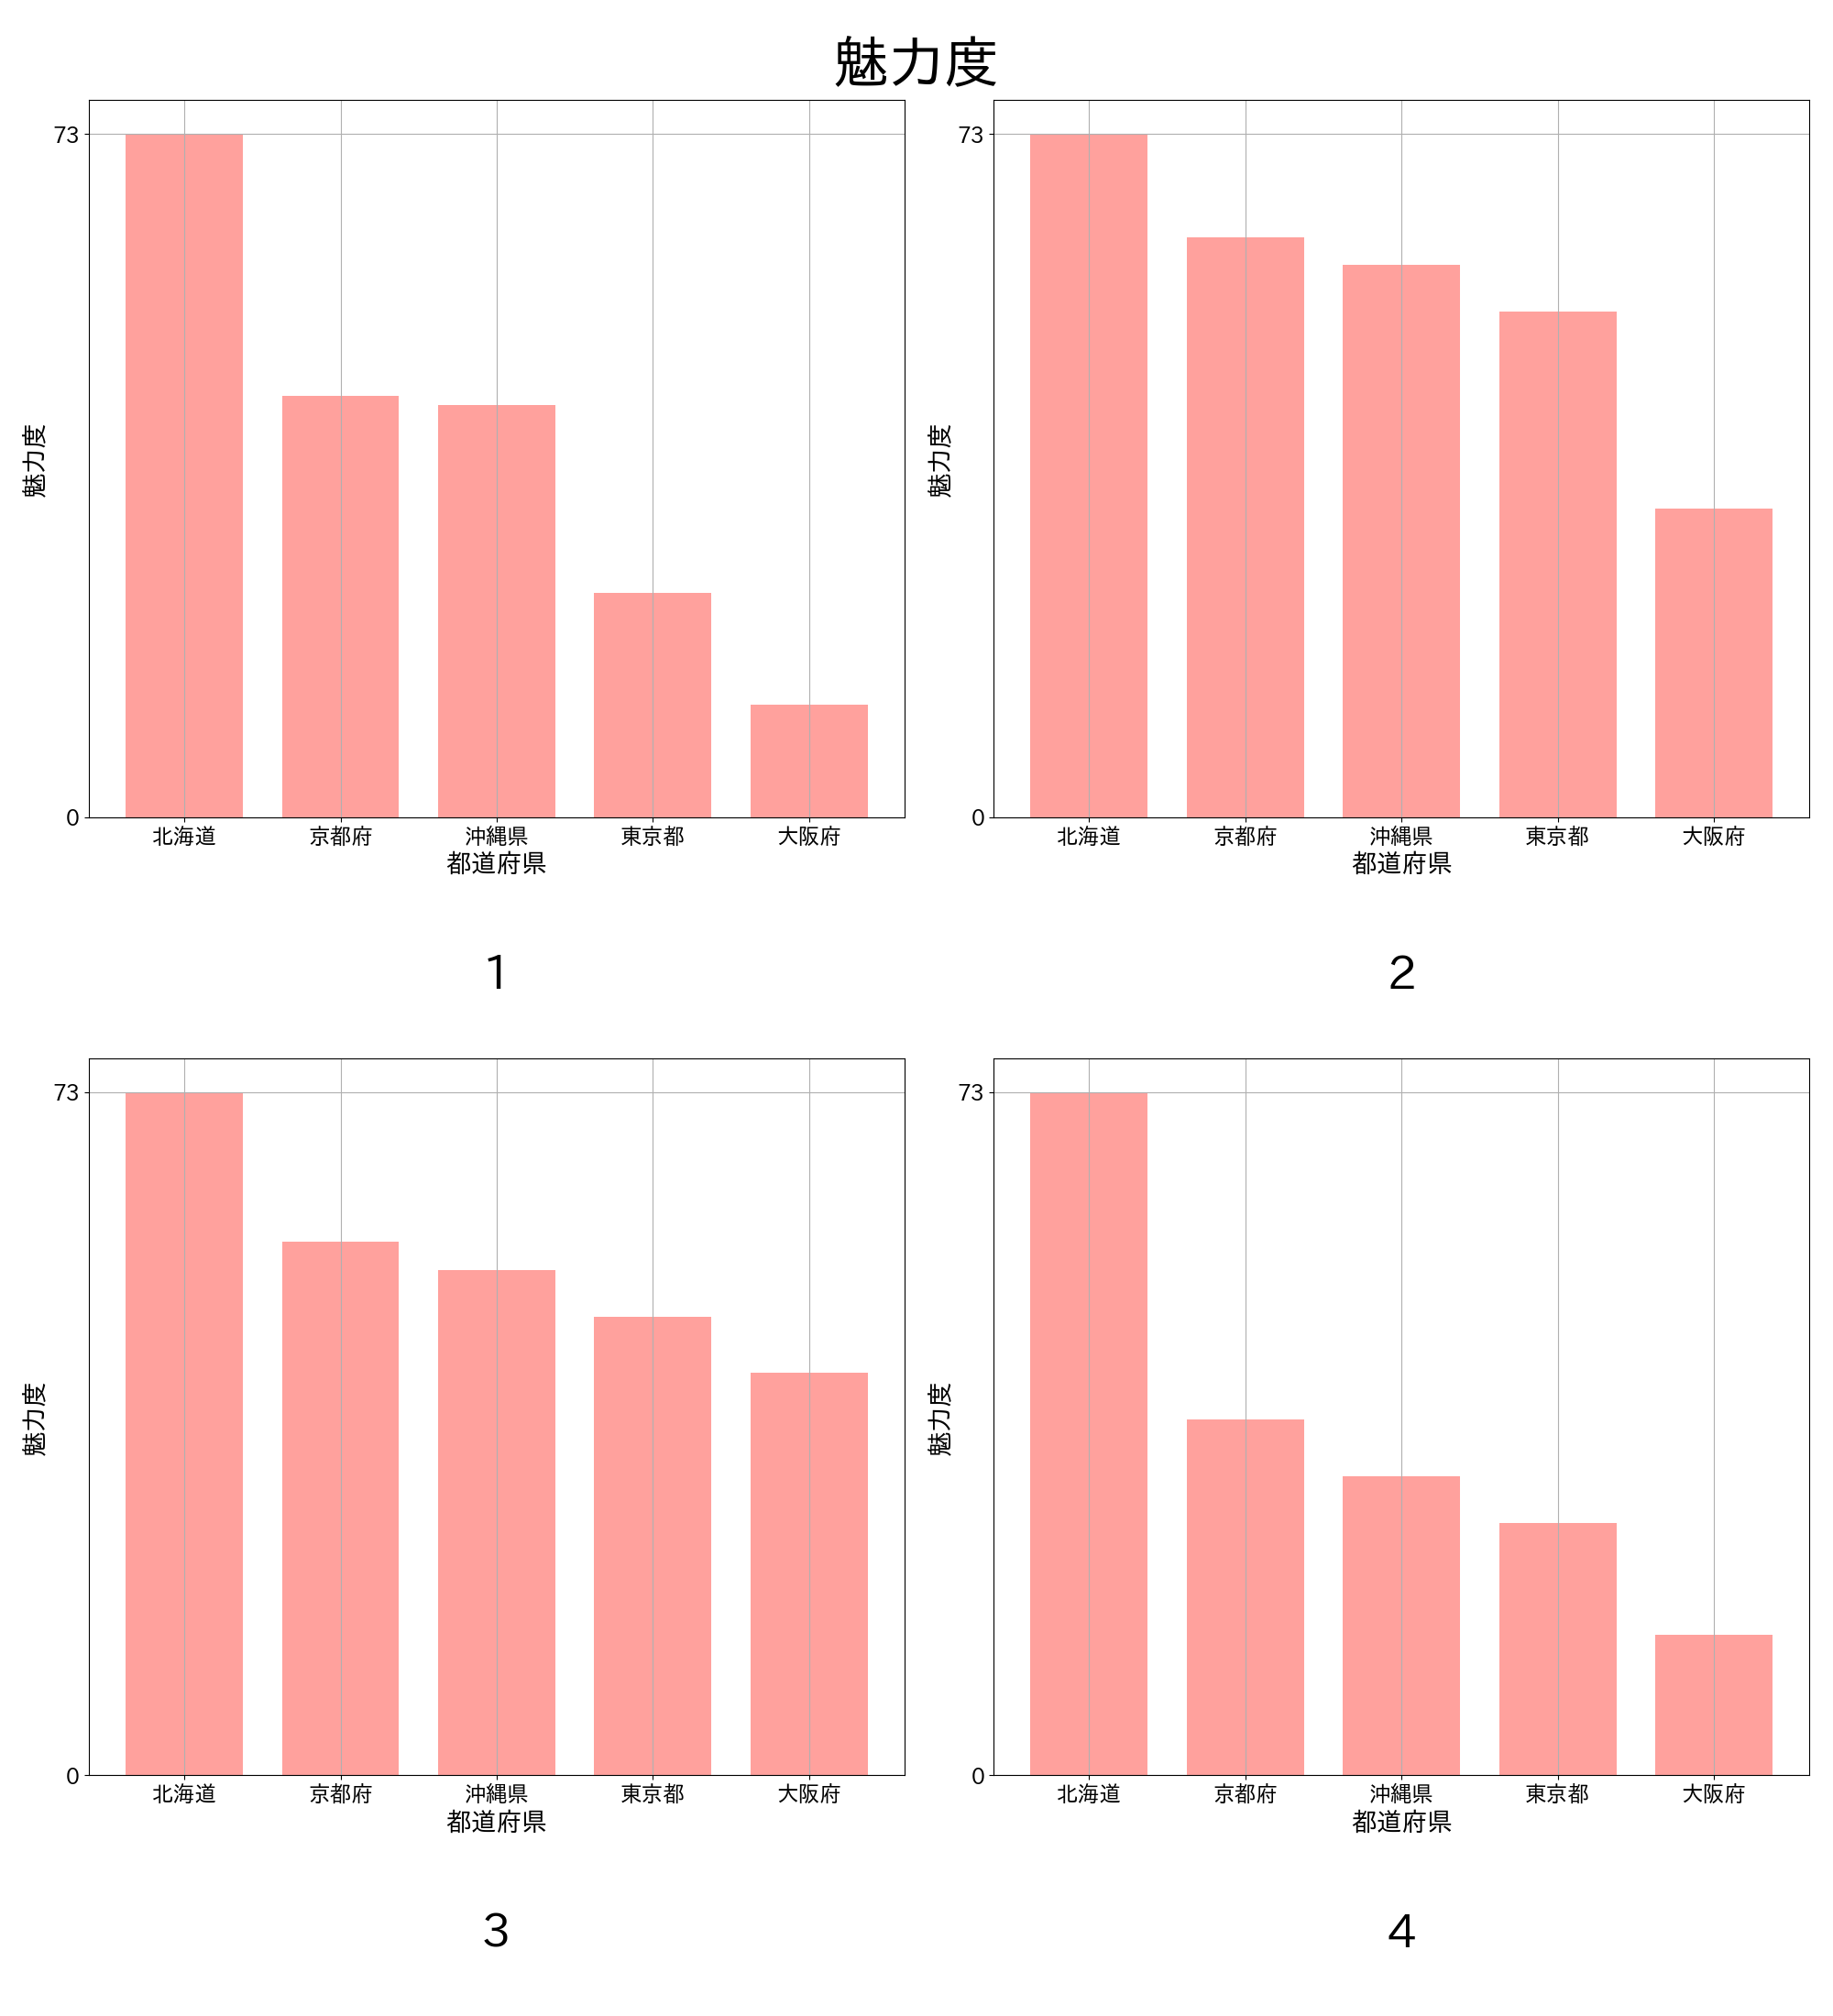 魅力度
73
0
魅力度
北海道 京都府 沖縄県 東京都 大阪府
都道府県
1
73
0
魅力度
北海道 京都府 沖縄県 東京都 大阪府
都道府県
2
73
0
魅力度
北海道 京都府 沖縄県 東京都 大阪府
都道府県
3
73
0
魅力度
北海道 京都府 沖縄県 東京都 大阪府
都道府県
4